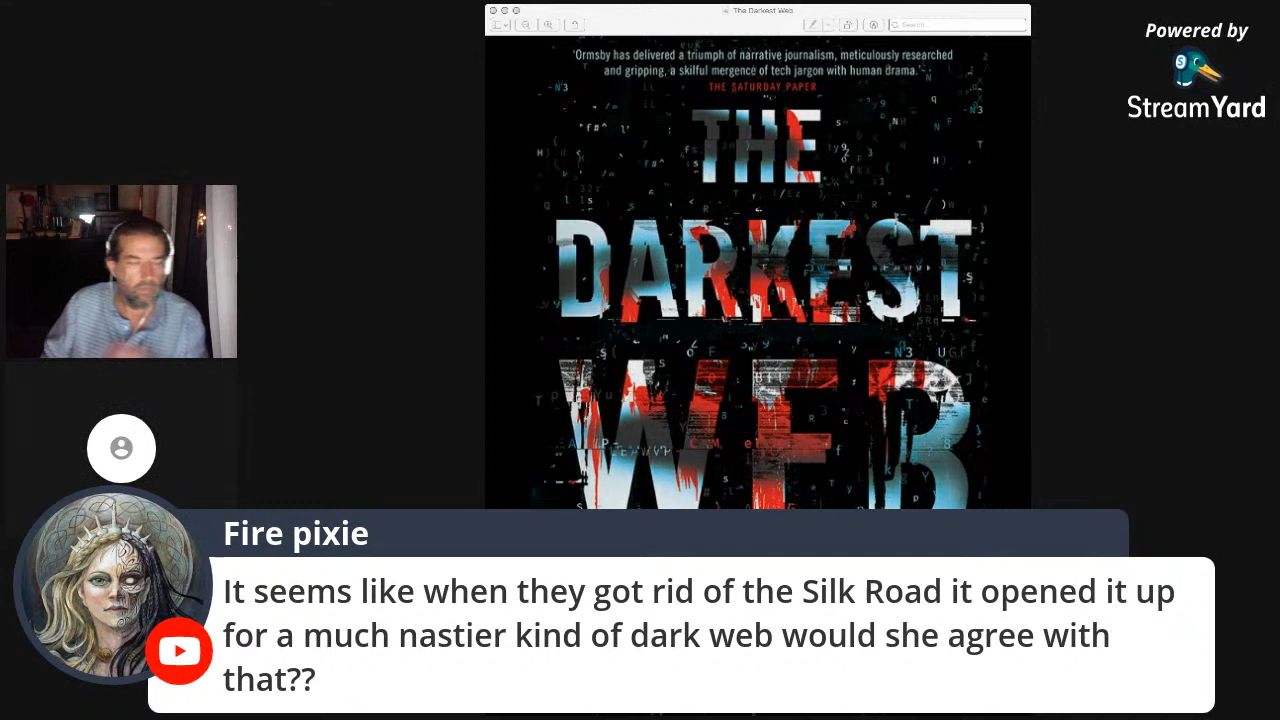 The Darkest Web
Search
Powered by
StreamYard
'Ormsby has delivered a triumph of narrative journalism, meticulously researched
and gripping, a skilful mergence of tech jargon with human drama.'
THE SATURDAY PAPER
THE
DARKEST
WEB
Fire pixie
It seems like when they got rid of the Silk Road it opened it up
for a much nastier kind of dark web would she agree with
that??